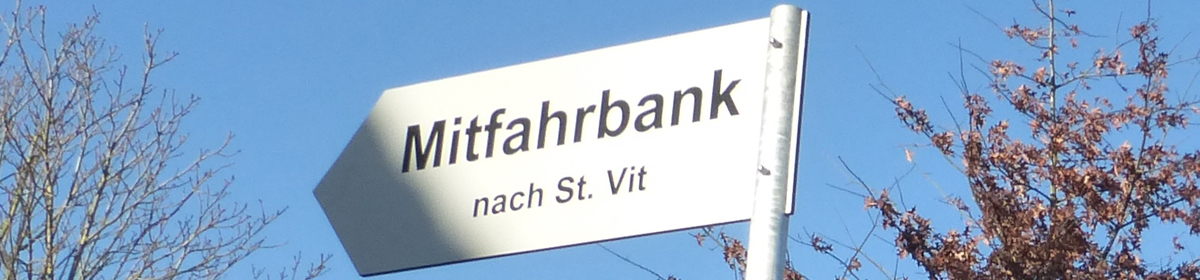 Mitfahrbank
nach St. Vit